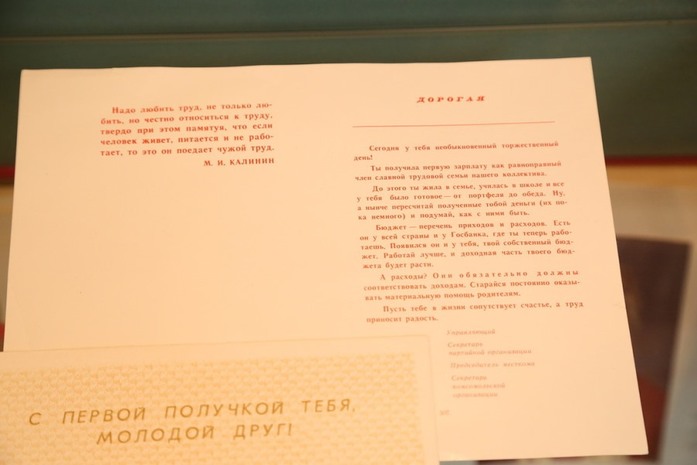 Надо любить труд, не только лю-
бить, но честно относиться к труду,
твердо при этом памятуя, что если
человек живет, питается и не рабо-
тает, то это он поедает чужой труд.
М. И. КАЛИНИН
ДОРОГАЯ
Сегодня у тебя необыкновенный торжественный
день!
Ты получила первую зарплату как равноправный
член славной трудовой семьи нашего коллектива.
До этого ты жила в семье, училась в школе и все
у тебя было готовое — от портфеля до обеда. Ну,
а нынче пересчитай полученные тобой деньги (их по-
ка немного) и подумай, как с ними быть.
Бюджет — перечень приходов и расходов. Есть
он у всей страны и у Госбанка, где ты теперь рабо-
таешь. Появился он и у тебя, твой собственный бюд-
жет. Работай лучше, и доходная часть твоего бюд-
жета будет расти.
А расходы? Они обязательно должны
соответствовать доходам. Старайся постоянно оказы-
вать материальную помощь родителям.
Пусть тебе в жизни сопутствует счастье, а труд
приносит радость.
Управляющий
Секретарь
партийной организации
Председатель месткома
Секретарь
комсомольской
организации
С ПЕРВОЙ ПОЛУЧКОЙ ТЕБЯ,
МОЛОДОЙ ДРУГ!